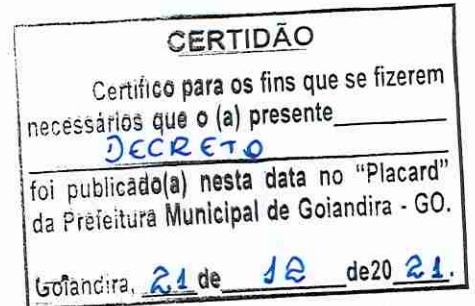 CERTIDÃO
Certifico para os fins que se fizerem
necessários que o (a) presente
DECRETO
foi publicado(a) nesta data no “Placard”
da Prefeitura Municipal de Goiandira - GO.
Goiandira, 21 de 12 de20 21.